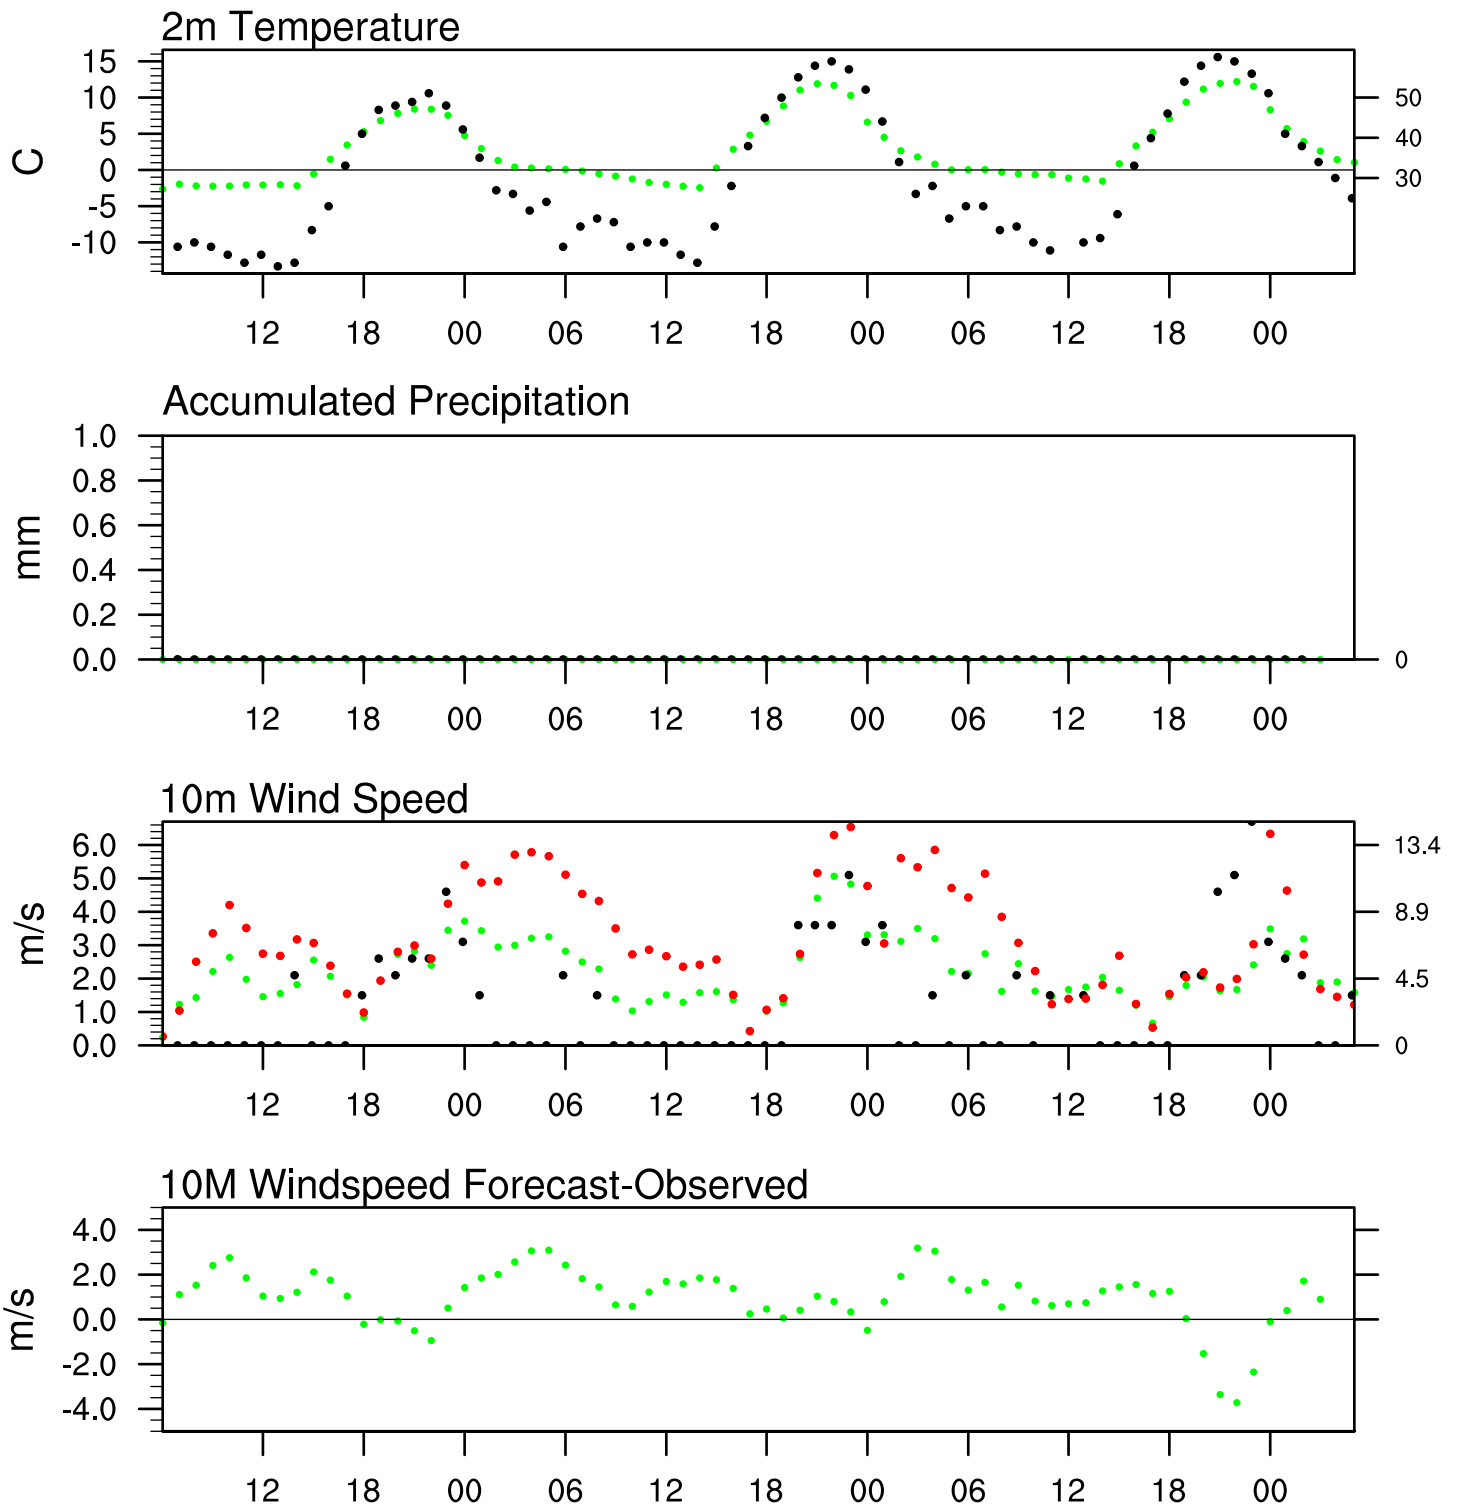 2m Temperature
15
10
5
0
-5
-10
C
50
40
30
12 18 00 06 12 18 00 06 12 18 00
Accumulated Precipitation
1.0
0.8
0.6
0.4
0.2
0.0
mm
0
12 18 00 06 12 18 00 06 12 18 00
10m Wind Speed
6.0
5.0
4.0
3.0
2.0
1.0
0.0
m/s
13.4
8.9
4.5
0
12 18 00 06 12 18 00 06 12 18 00
10M Windspeed Forecast-Observed
4.0
2.0
0.0
-2.0
-4.0
m/s
12 18 00 06 12 18 00 06 12 18 00